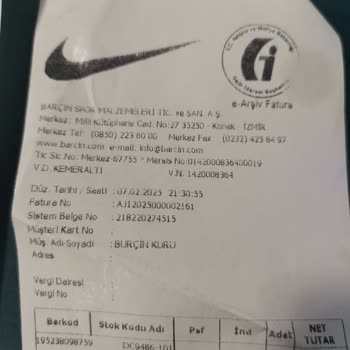 e-Arşiv Fatura
BARÇIN SPOR MALZEMELERİ TİC. ve SAN. A.Ş.
Merkez: Milli Kütüphane Cad. No:27 35250 - Konak - İZMİR
Merkez Tel: (0850) 223 60 00 Merkez Fax : (0232) 425 84 97
www.barcin.com e-mail: info@barcin.com
Tic.Sic.No: Merkez-67755 * Mersis No:0142000836400019
V.D. KEMERALTI V.N. 1420008364
Düz. Tarihi / Saati : 07.02.2025 21:30:55
Fatura No : AJ12025000002161
Sistem Belge No : 218220274515
Müşteri Kart No :
Müş. Adı-Soyadı : BURÇİN KURU
Adres :
Vergi Dairesi :
Vergi No :
Barkod Stok Kodu Adı Psf İnd Adet NET TUTAR
195238098759 DC9486-101